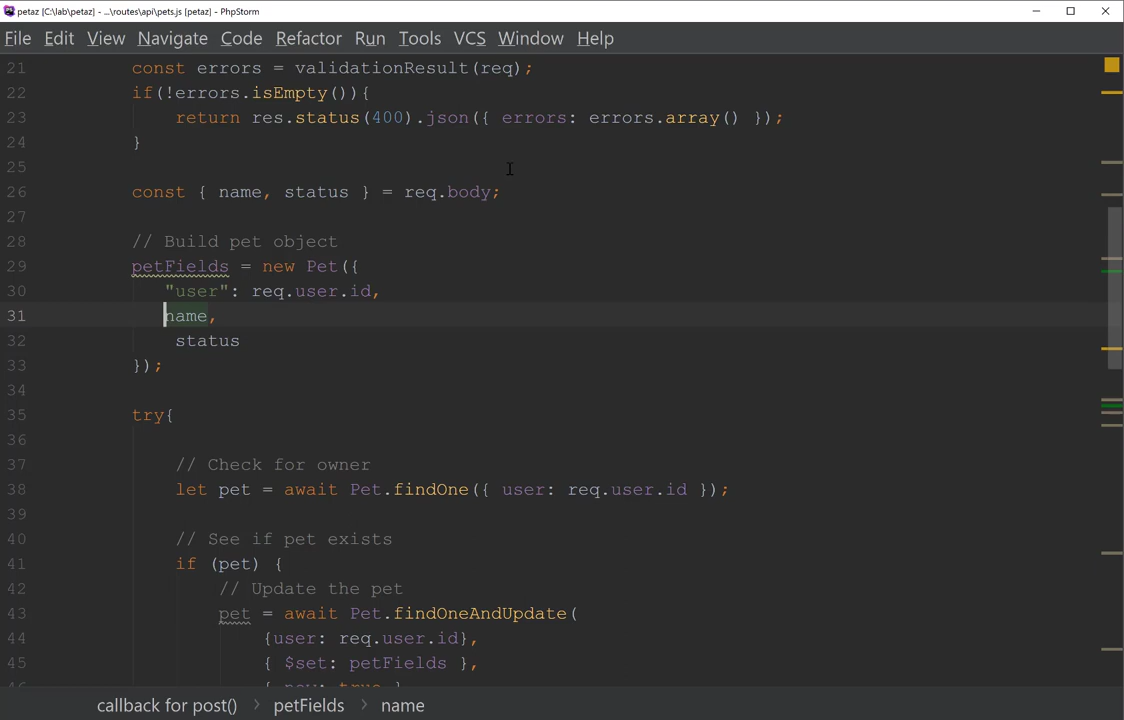 petaz [C:\lab\petaz] - ...\routes\api\pets.js [petaz] - PhpStorm
File Edit View Navigate Code Refactor Run Tools VCS Window Help
21 const errors = validationResult(req);
22 if(!errors.isEmpty()){
23 return res.status(400).json({ errors: errors.array() });
24 }
25
26 const { name, status } = req.body;
27
28 // Build pet object
29 petFields = new Pet({
30 "user": req.user.id,
31 name,
32 status
33 });
34
35 try{
36
37 // Check for owner
38 let pet = await Pet.findOne({ user: req.user.id });
39
40 // See if pet exists
41 if (pet) {
42 // Update the pet
43 pet = await Pet.findOneAndUpdate(
44 {user: req.user.id},
45 { $set: petFields },
callback for post() > petFields > name